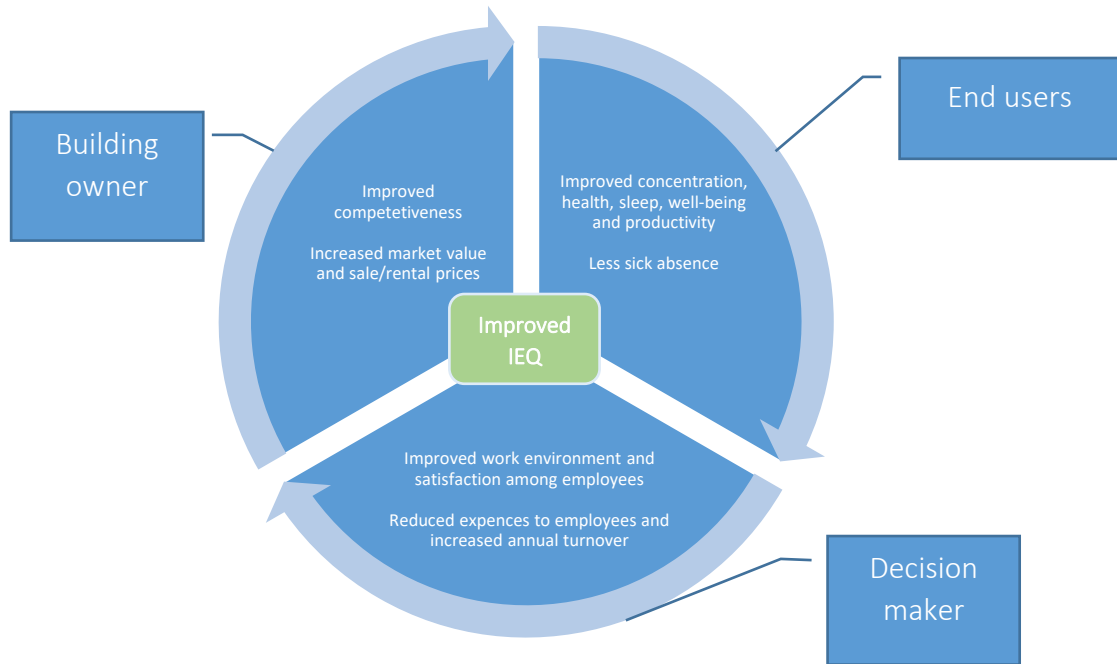 Building
owner
End users
Improved
competetiveness
Increased market value
and sale/rental prices
Improved concentration,
health, sleep, well-being
and productivity
Less sick absence
Improved
IEQ
Improved work environment and
satisfaction among employees
Reduced expences to employees and
increased annual turnover
Decision
maker